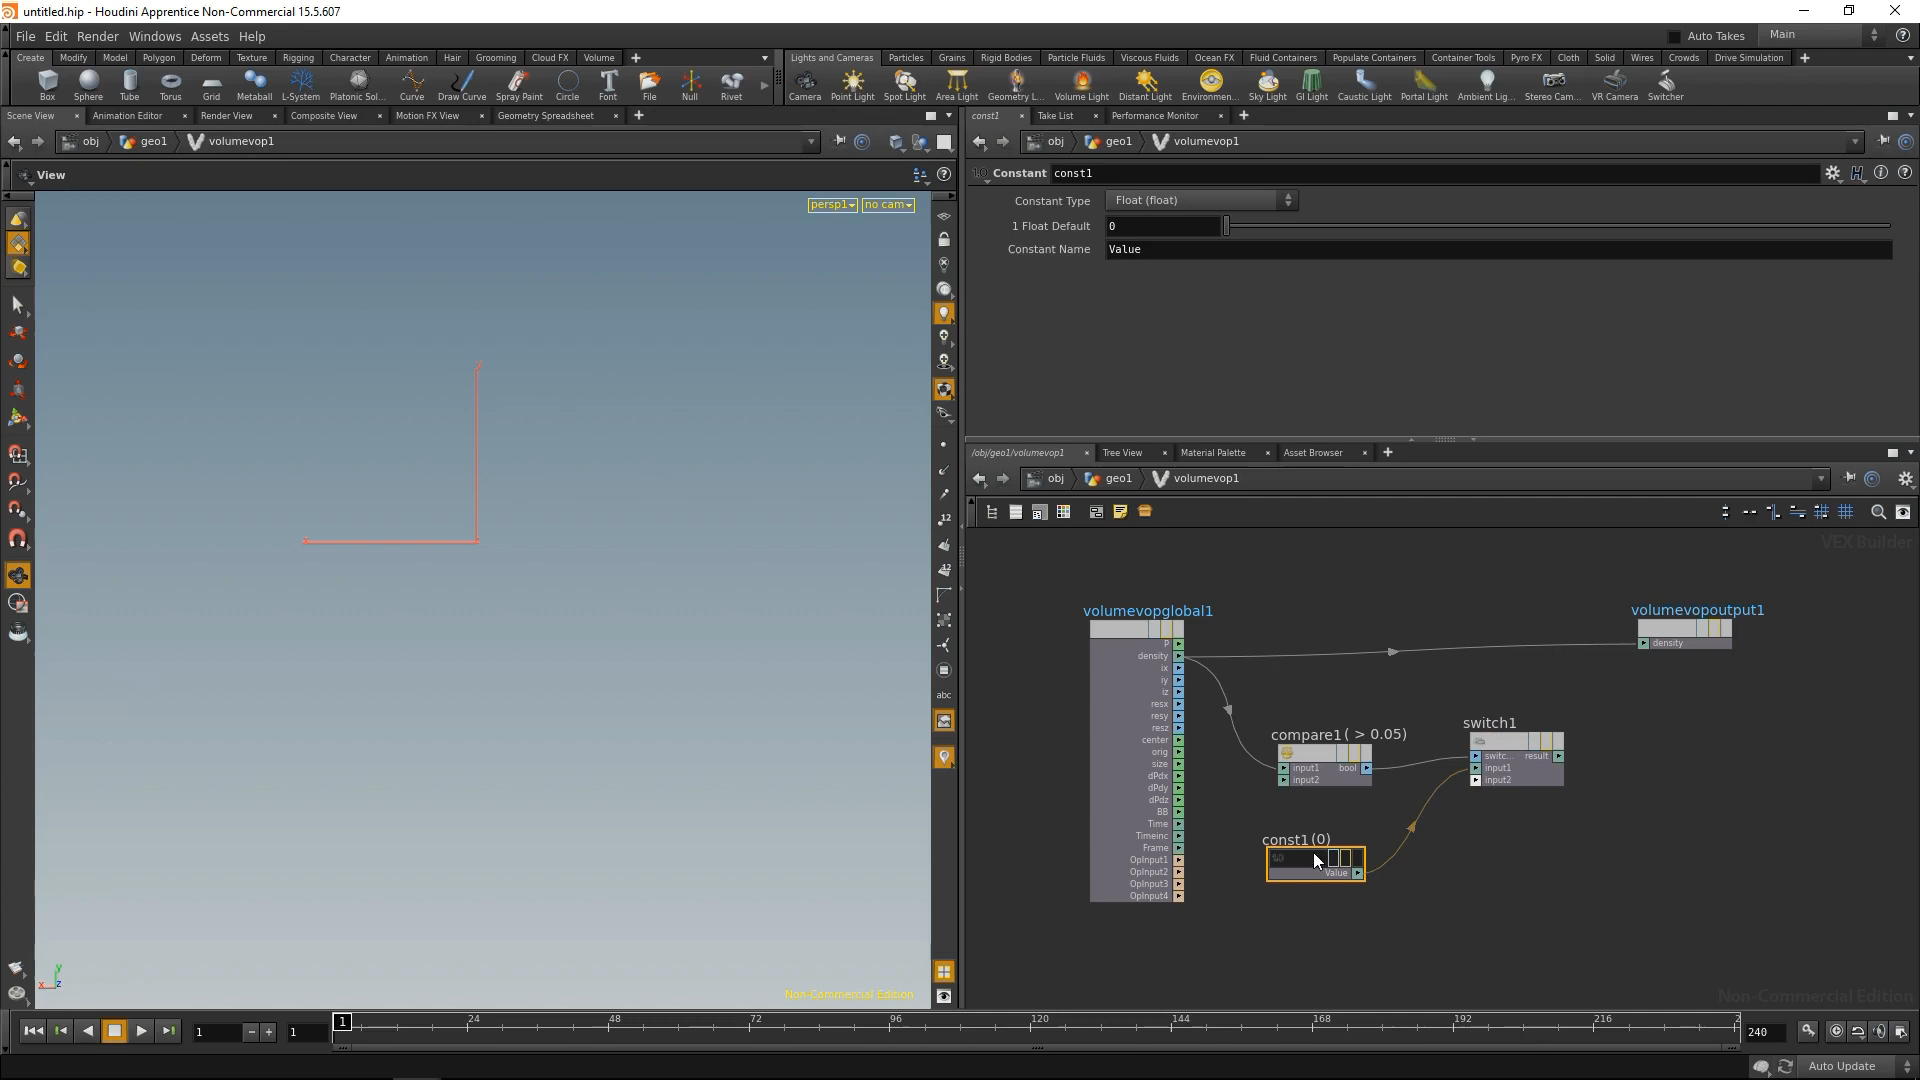 untitled.hip - Houdini Apprentice Non-Commercial 15.5.607
File Edit Render Windows Assets Help
Auto Takes Main
Create Modify Model Polygon Deform Texture Rigging Character Animation Hair Grooming Cloud FX Volume
Lights and Cameras Particles Grains Rigid Bodies Particle Fluids Viscous Fluids Ocean FX Fluid Containers Populate Containers Container Tools Pyro FX Cloth Solid Wires Crowds Drive Simulation
Box Sphere Tube Torus Grid Metaball L-System Platonic Sol... Curve Draw Curve Spray Paint Circle Font File Null Rivet
Camera Point Light Spot Light Area Light Geometry L... Volume Light Distant Light Environmen... Sky Light GI Light Caustic Light Portal Light Ambient Lig... Stereo Cam... VR Camera Switcher
Scene View Animation Editor Render View Composite View Motion FX View Geometry Spreadsheet
const1 Take List Performance Monitor
obj geo1 volumevop1
obj geo1 volumevop1
View
persp1 no cam
Constant const1
Constant Type Float (float)
1 Float Default 0
Constant Name Value
/obj/geo1/volumevop1 Tree View Material Palette Asset Browser
obj geo1 volumevop1
VEX Builder
volumevopglobal1
P
density
ix
iy
iz
resx
resy
resz
center
orig
size
dPdx
dPdy
dPdz
BB
Time
Timeinc
Frame
OpInput1
OpInput2
OpInput3
OpInput4
volumevopoutput1
density
compare1 ( > 0.05)
input1 bool
input2
switch1
switc... result
input1
input2
const1 (0)
1.0
Value
12
12
abc
y
x z
Non-Commercial Edition
Non-Commercial Edition
1 1 1 24 48 72 96 120 144 168 192 216 2 240
Auto Update